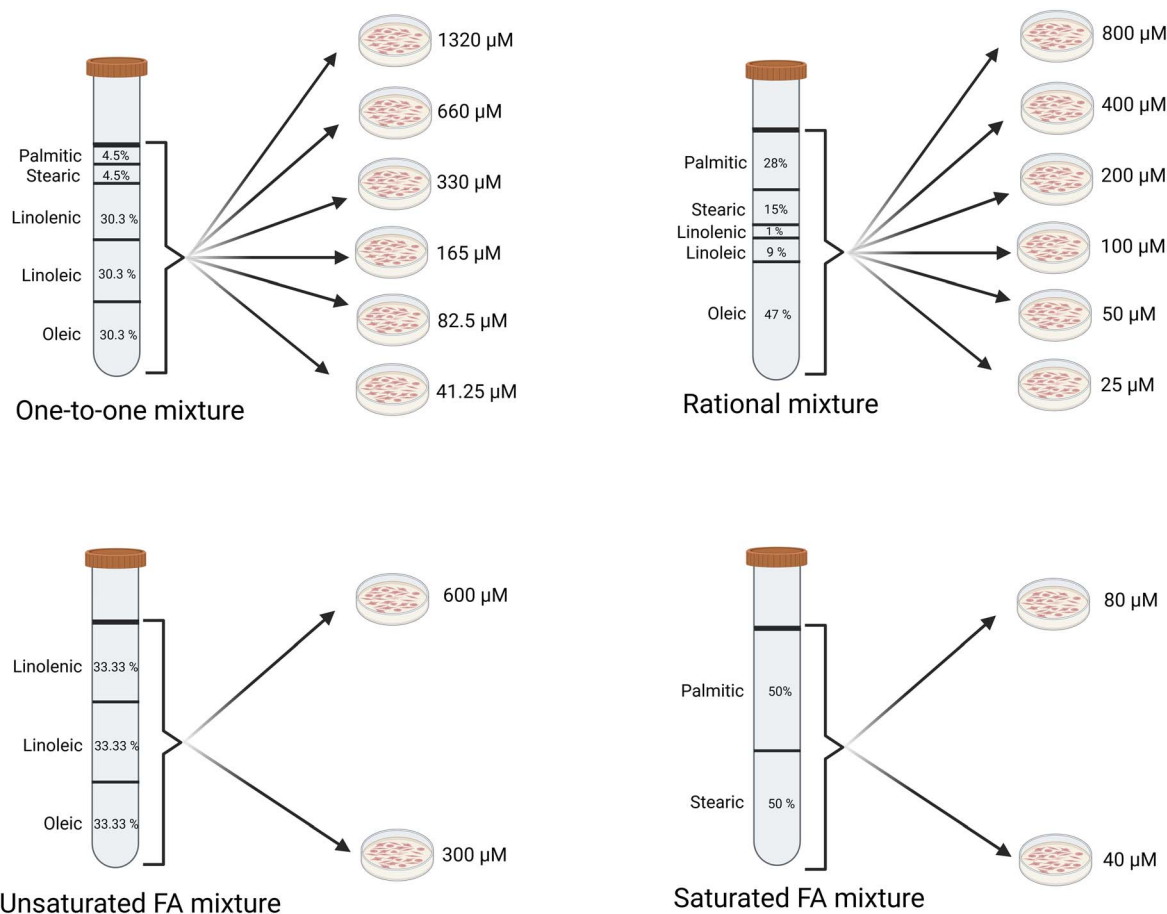 1320 µM
660 µM
330 µM
165 µM
82.5 µM
41.25 µM
Palmitic 4.5%
Stearic 4.5%
Linolenic 30.3 %
Linoleic 30.3 %
Oleic 30.3 %
One-to-one mixture
800 µM
400 µM
200 µM
100 µM
50 µM
25 µM
Palmitic 28%
Stearic 15%
Linolenic 1 %
Linoleic 9 %
Oleic 47 %
Rational mixture
600 µM
300 µM
Linolenic 33.33 %
Linoleic 33.33 %
Oleic 33.33 %
Unsaturated FA mixture
80 µM
40 µM
Palmitic 50%
Stearic 50 %
Saturated FA mixture